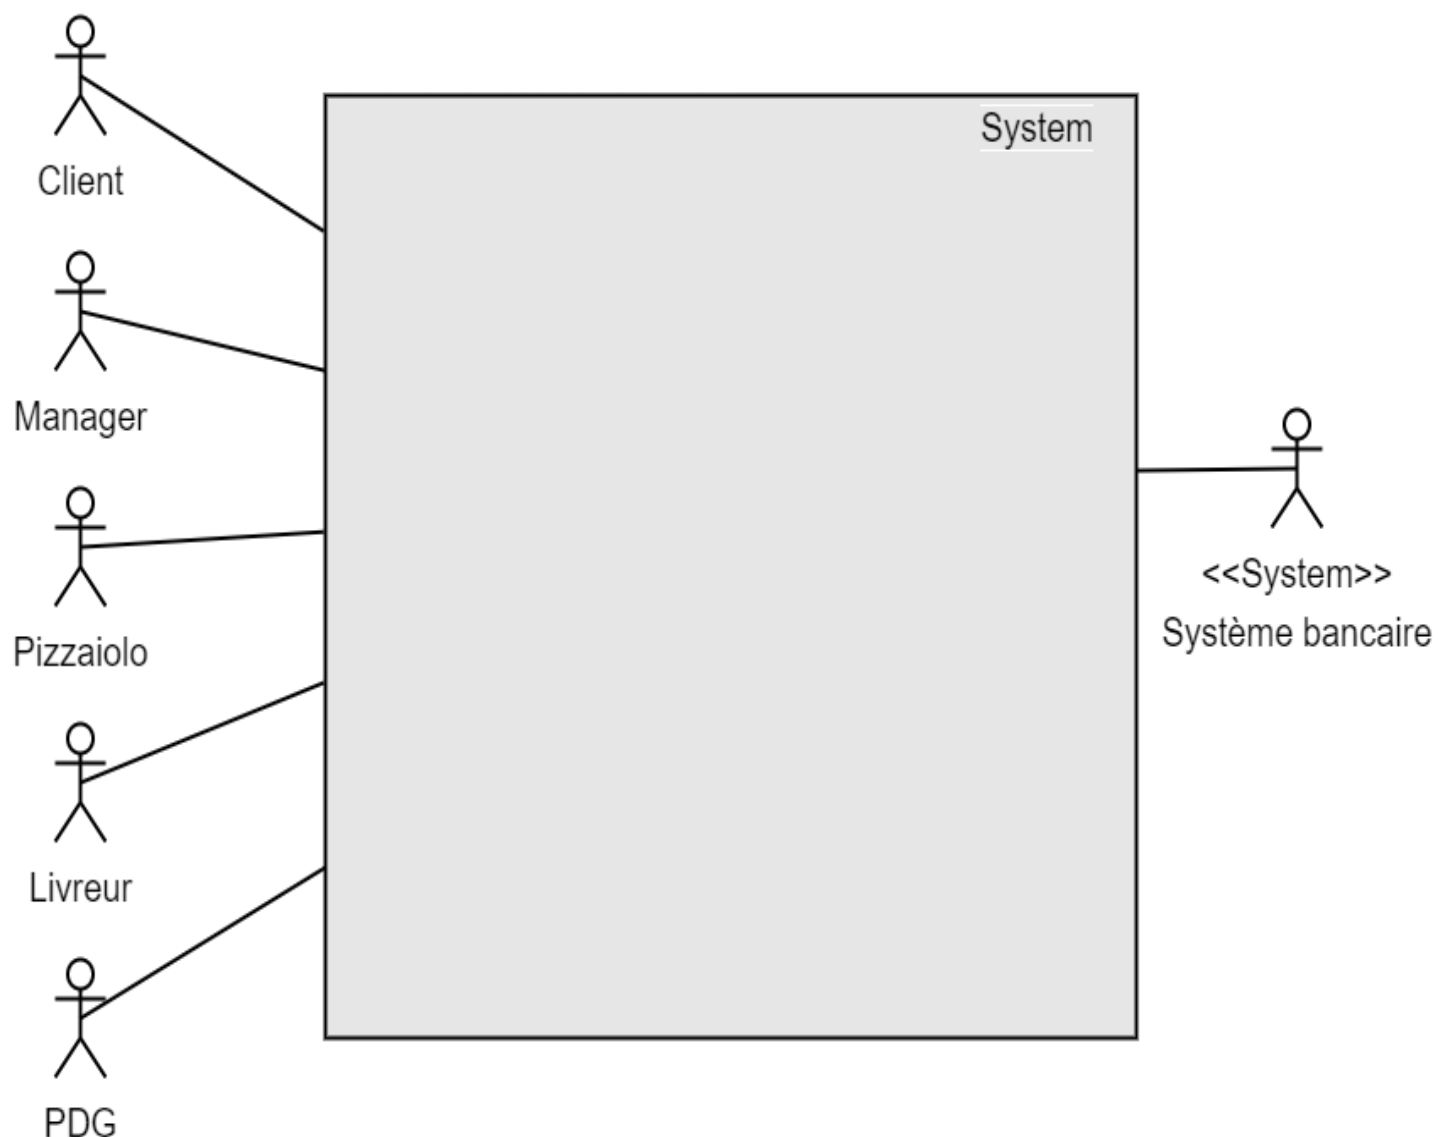 Client
System
Manager
Pizzaiolo
<<System>>
Système bancaire
Livreur
PDG